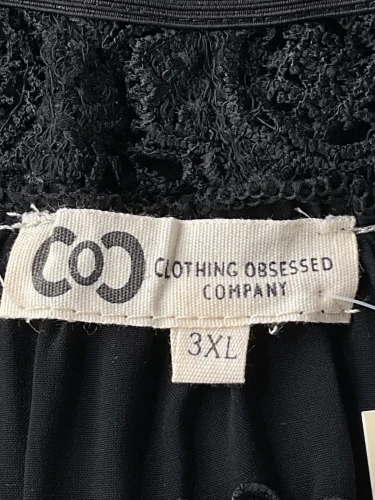 COC
CLOTHING OBSESSED
COMPANY
3XL